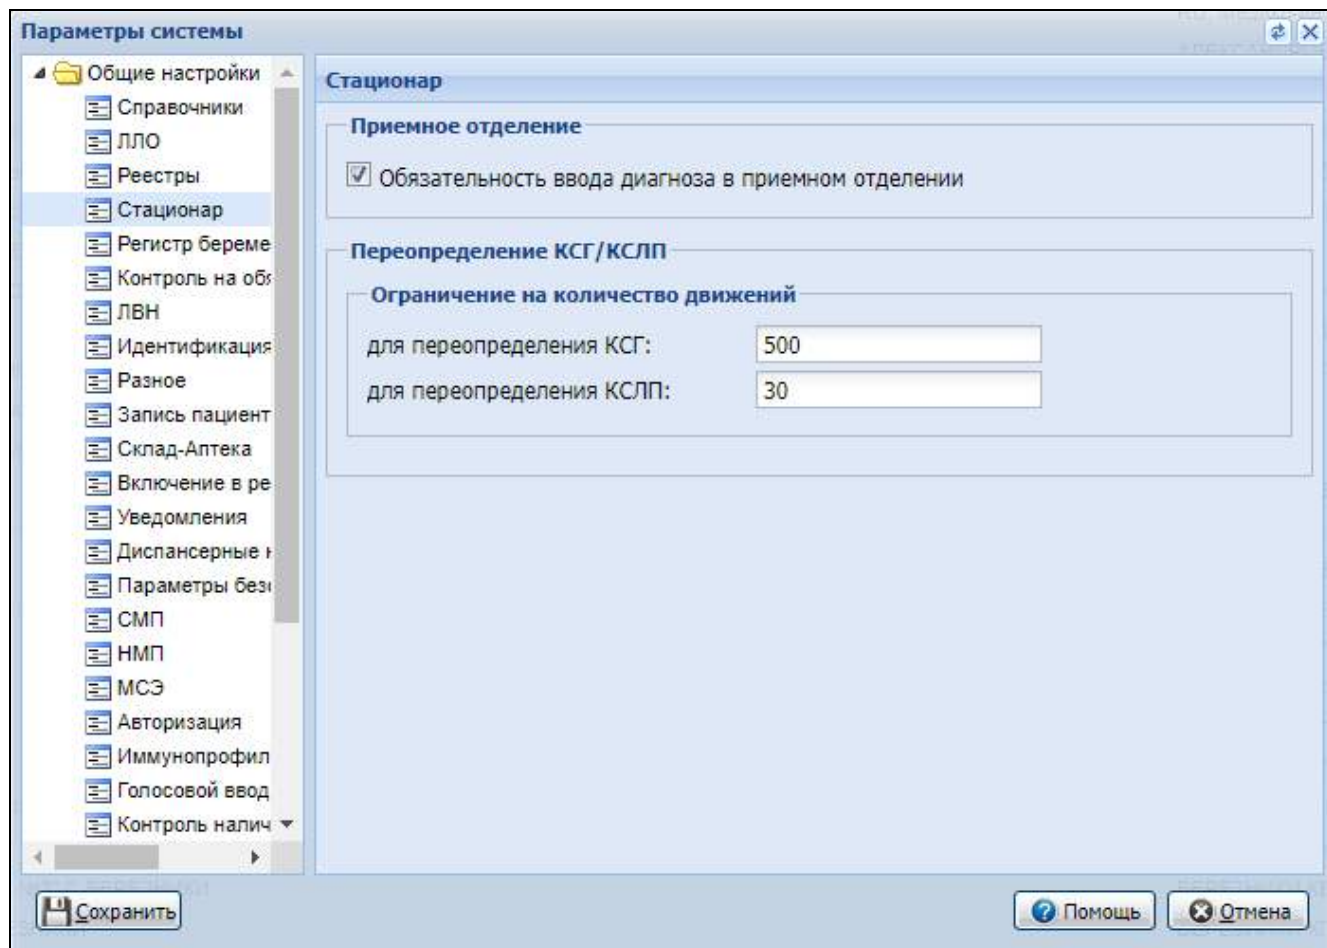 Параметры системы
Общие настройки
Справочники
ЛЛО
Реестры
Стационар
Регистр береме
Контроль на обя
ЛВН
Идентификация
Разное
Запись пациент
Склад-Аптека
Включение в ре
Уведомления
Диспансерные н
Параметры безо
СМП
НМП
МСЭ
Авторизация
Иммунопрофил
Голосовой ввод
Контроль налич
Стационар
Приемное отделение
Обязательность ввода диагноза в приемном отделении
Переопределение КСГ/КСЛП
Ограничение на количество движений
для переопределения КСГ: 500
для переопределения КСЛП: 30
Сохранить
Помощь
Отмена